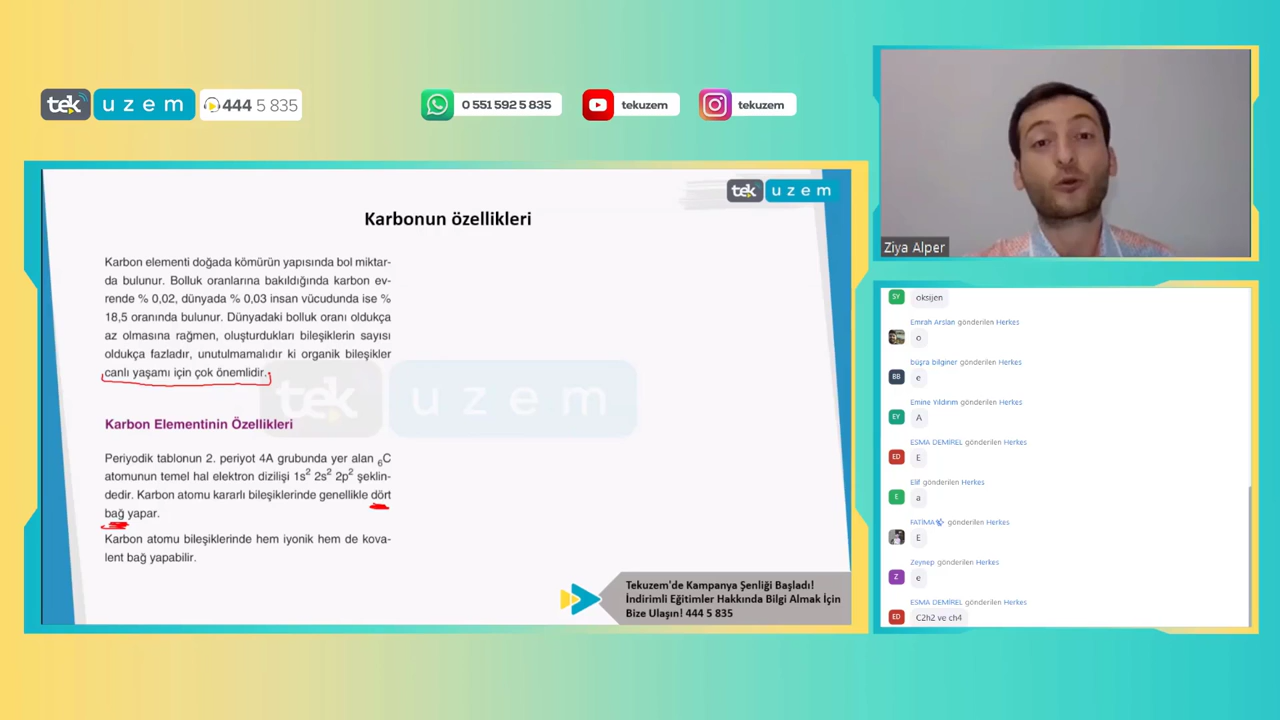 tek uzem 444 5 835
0 551 592 5 835
tekuzem
tekuzem
tek uzem
Karbonun özellikleri
Karbon elementi doğada kömürün yapısında bol miktar-
da bulunur. Bolluk oranlarına bakıldığında karbon ev-
rende % 0,02, dünyada % 0,03 insan vücudunda ise %
18,5 oranında bulunur. Dünyadaki bolluk oranı oldukça
az olmasına rağmen, oluşturdukları bileşiklerin sayısı
oldukça fazladır, unutulmamalıdır ki organik bileşikler
canlı yaşamı için çok önemlidir.
tek uzem
Karbon Elementinin Özellikleri
Periyodik tablonun 2. periyot 4A grubunda yer alan ₆C
atomunun temel hal elektron dizilişi 1s² 2s² 2p² şeklin-
dedir. Karbon atomu kararlı bileşiklerinde genellikle dört
bağ yapar.
Karbon atomu bileşiklerinde hem iyonik hem de kova-
lent bağ yapabilir.
Tekuzem'de Kampanya Şenliği Başladı!
İndirimli Eğitimler Hakkında Bilgi Almak İçin
Bize Ulaşın! 444 5 835
Ziya Alper
SY oksijen
Emrah Arslan gönderilen Herkes
o
büşra bilginer gönderilen Herkes
BB e
Emine Yıldırım gönderilen Herkes
EY A
ESMA DEMİREL gönderilen Herkes
ED E
Elif gönderilen Herkes
E a
FATIMA gönderilen Herkes
E
Zeynep gönderilen Herkes
Z e
ESMA DEMİREL gönderilen Herkes
ED C2h2 ve ch4